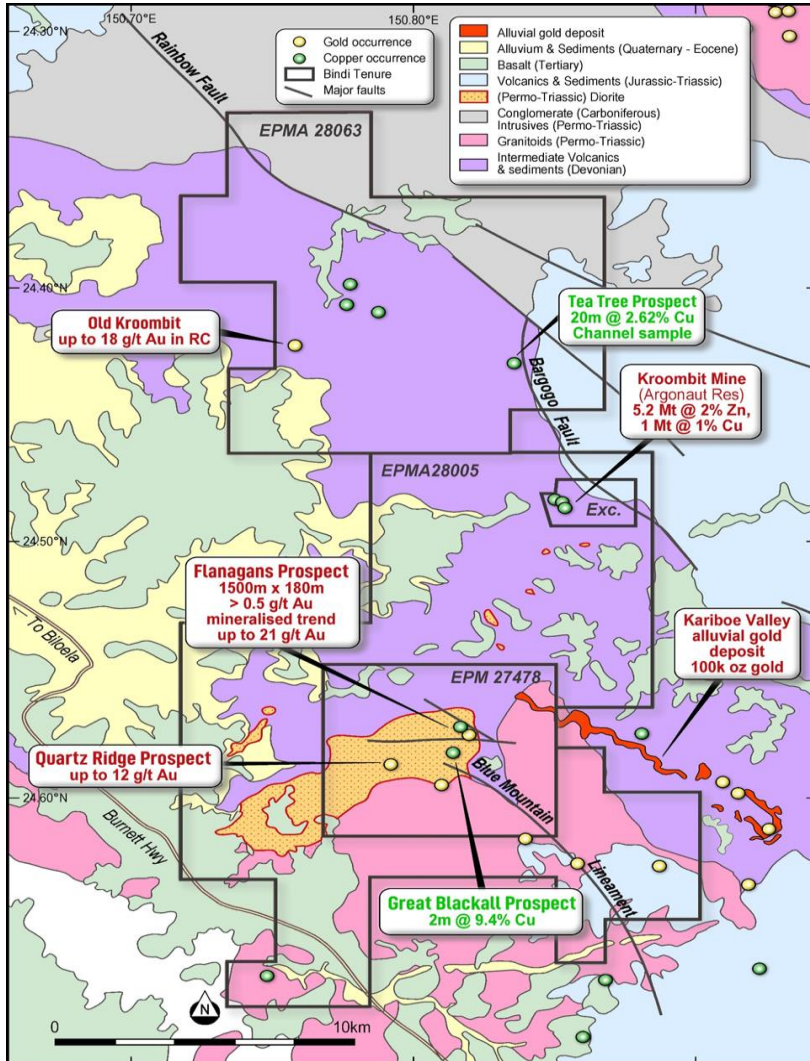 150.70°E
150.80°E
24.30°N
24.40°N
24.50°N
24.60°N
Gold occurrence
Copper occurrence
Bindi Tenure
Major faults
Alluvial gold deposit
Alluvium & Sediments (Quaternary - Eocene)
Basalt (Tertiary)
Volcanics & Sediments (Jurassic-Triassic)
(Permo-Triassic) Diorite
Conglomerate (Carboniferous)
Intrusives (Permo-Triassic)
Granitoids (Permo-Triassic)
Intermediate Volcanics
& sediments (Devonian)
Rainbow Fault
EPMA 28063
Old Kroombit
up to 18 g/t Au in RC
Tea Tree Prospect
20m @ 2.62% Cu
Channel sample
Bargogo Fault
Kroombit Mine
(Argonaut Res)
5.2 Mt @ 2% Zn,
1 Mt @ 1% Cu
EPMA28005
Exc.
Flanagans Prospect
1500m x 180m
> 0.5 g/t Au
mineralised trend
up to 21 g/t Au
To Biloela
Kariboe Valley
alluvial gold
deposit
100k oz gold
EPM 27478
Quartz Ridge Prospect
up to 12 g/t Au
Blue Mountain Lineament
Burnett Hwy
Great Blackall Prospect
2m @ 9.4% Cu
N
0
10km